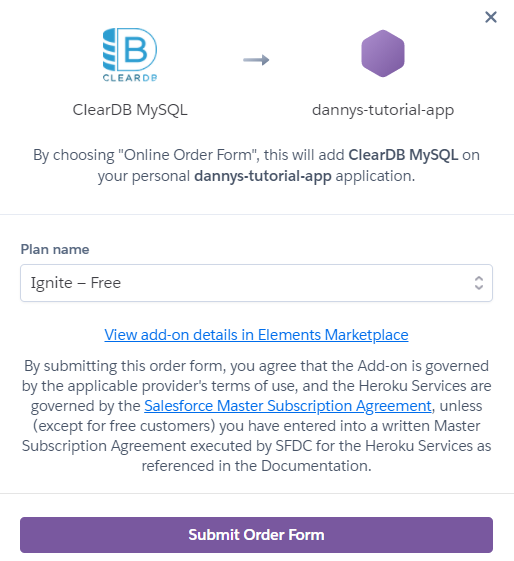 B
CLEARDB
ClearDB MySQL
dannys-tutorial-app
By choosing "Online Order Form", this will add ClearDB MySQL on
your personal dannys-tutorial-app application.
Plan name
Ignite – Free
View add-on details in Elements Marketplace
By submitting this order form, you agree that the Add-on is governed
by the applicable provider's terms of use, and the Heroku Services are
governed by the Salesforce Master Subscription Agreement, unless
(except for free customers) you have entered into a written Master
Subscription Agreement executed by SFDC for the Heroku Services as
referenced in the Documentation.
Submit Order Form